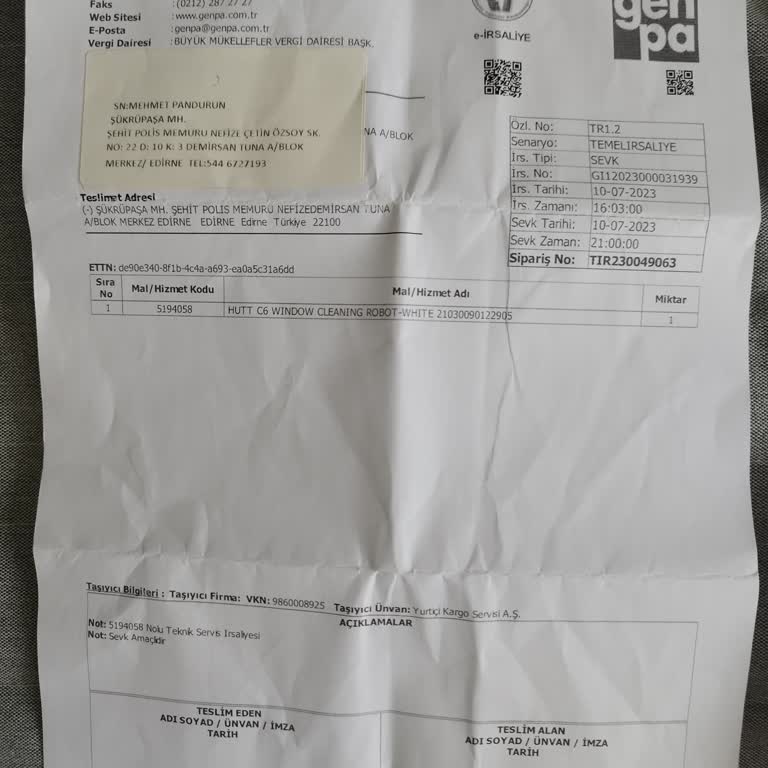 Faks : (0212) 287 27 27
Web Sitesi : www.genpa.com.tr
E-Posta : genpa@genpa.com.tr
Vergi Dairesi : BÜYÜK MÜKELLEFLER VERGİ DAİRESİ BAŞK.
e-İRSALİYE
gen
pa
SN:MEHMET PANDURUN
ŞÜKRÜPAŞA MH.
ŞEHİT POLİS MEMURU NEFİZE ÇETİN ÖZSOY SK.
NO: 22 D: 10 K: 3 DEMİRSAN TUNA A/BLOK
MERKEZ/ EDİRNE TEL:544 6727193
NA A/BLOK
Özl. No: TR1.2
Senaryo: TEMELIRSALIYE
İrs. Tipi: SEVK
İrs. No: GI12023000031939
İrs. Tarihi: 10-07-2023
İrs. Zamanı: 16:03:00
Sevk Tarihi: 10-07-2023
Sevk Zaman: 21:00:00
Sipariş No: TIR230049063
Teslimet Adresi
(-) ŞÜKRÜPAŞA MH. ŞEHİT POLİS MEMURU NEFİZEDEMİRSAN TUNA
A/BLOK MERKEZ EDİRNE EDİRNE Edirne Türkiye 22100
ETTN: de90e340-8f1b-4c4a-a693-ea0a5c31a6dd
Sıra No Mal/Hizmet Kodu Mal/Hizmet Adı Miktar
1 5194058 HUTT C6 WINDOW CLEANING ROBOT-WHITE 21030090122905 1
Taşıyıcı Bilgileri : Taşıyıcı Firma: VKN: 9860008925 Taşıyıcı Ünvan: Yurtiçi Kargo Servisi A.Ş.
AÇIKLAMALAR
Not: 5194058 Nolu Teknik Servis Irsaliyesi
Not: Sevk Amaçlidir
TESLİM EDEN
ADI SOYAD / ÜNVAN / İMZA
TARİH
TESLİM ALAN
ADI SOYAD / ÜNVAN / İMZA
TARİH